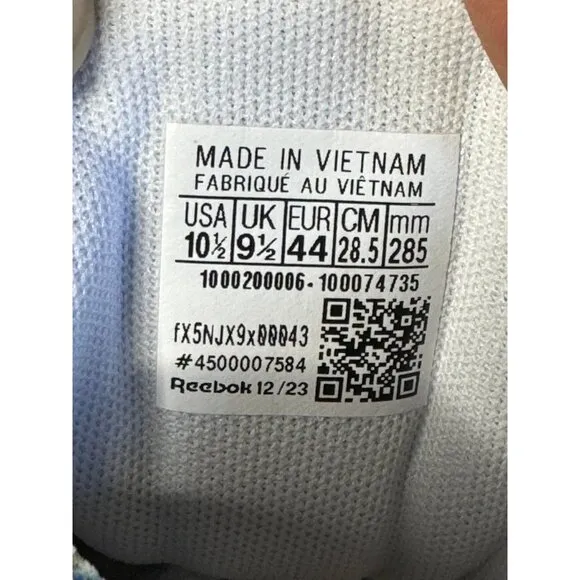 MADE IN VIETNAM
FABRIQUÉ AU VIÊTNAM
USA UK EUR CM mm
10½ 9½ 44 28.5 285
1000200006-100074735
fX5NJX9x00043
#4500007584
Reebok 12/23